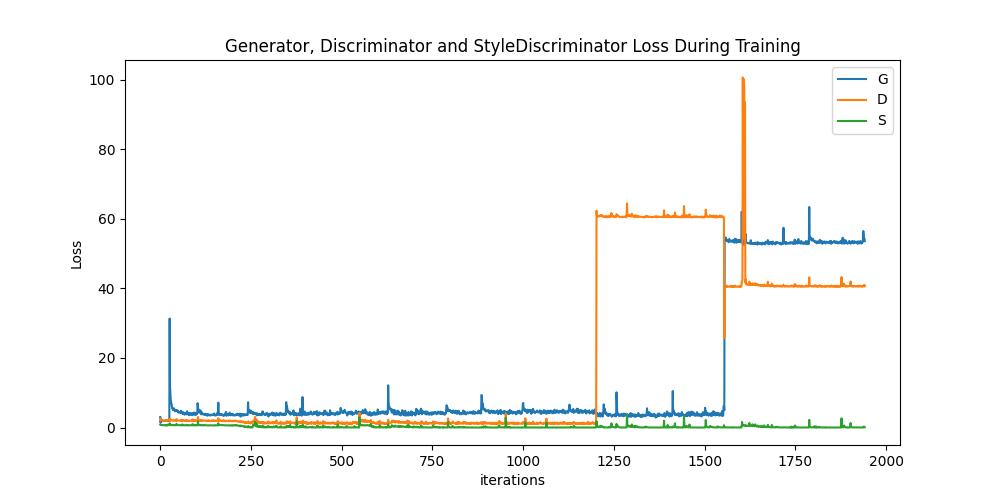 Generator, Discriminator and StyleDiscriminator Loss During Training
G
D
S
100
80
60
40
20
0
Loss
0 250 500 750 1000 1250 1500 1750 2000
iterations